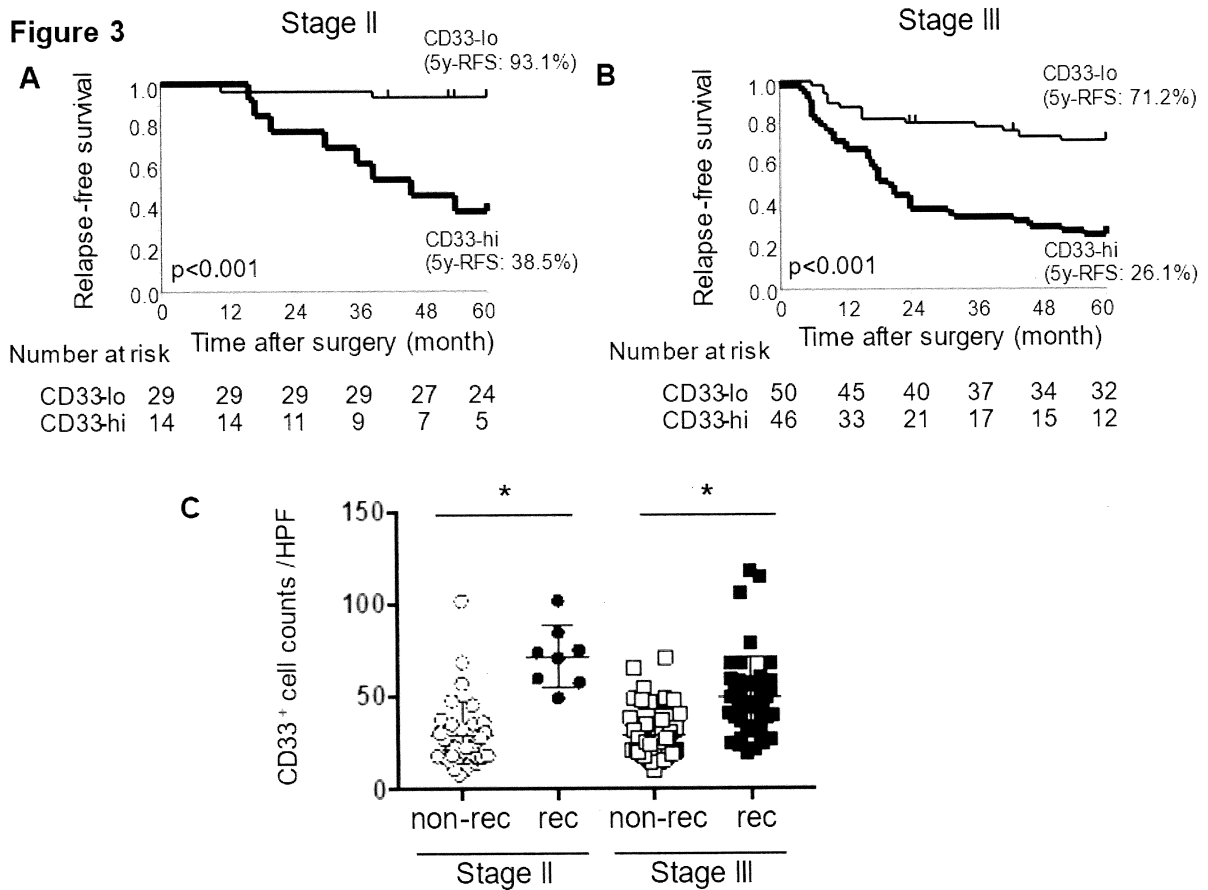 Figure 3
Stage II
Stage III
A
Relapse-free survival
1.0
0.8
0.6
0.4
0.2
0.0
CD33-lo
(5y-RFS: 93.1%)
CD33-hi
(5y-RFS: 38.5%)
p<0.001
0 12 24 36 48 60
Time after surgery (month)
Number at risk
CD33-lo 29 29 29 29 27 24
CD33-hi 14 14 11 9 7 5
B
Relapse-free survival
1.0
0.8
0.6
0.4
0.2
0.0
CD33-lo
(5y-RFS: 71.2%)
CD33-hi
(5y-RFS: 26.1%)
p<0.001
0 12 24 36 48 60
Time after surgery (month)
Number at risk
CD33-lo 50 45 40 37 34 32
CD33-hi 46 33 21 17 15 12
C
CD33+ cell counts /HPF
150
100
50
0
* *
non-rec rec non-rec rec
Stage II Stage III